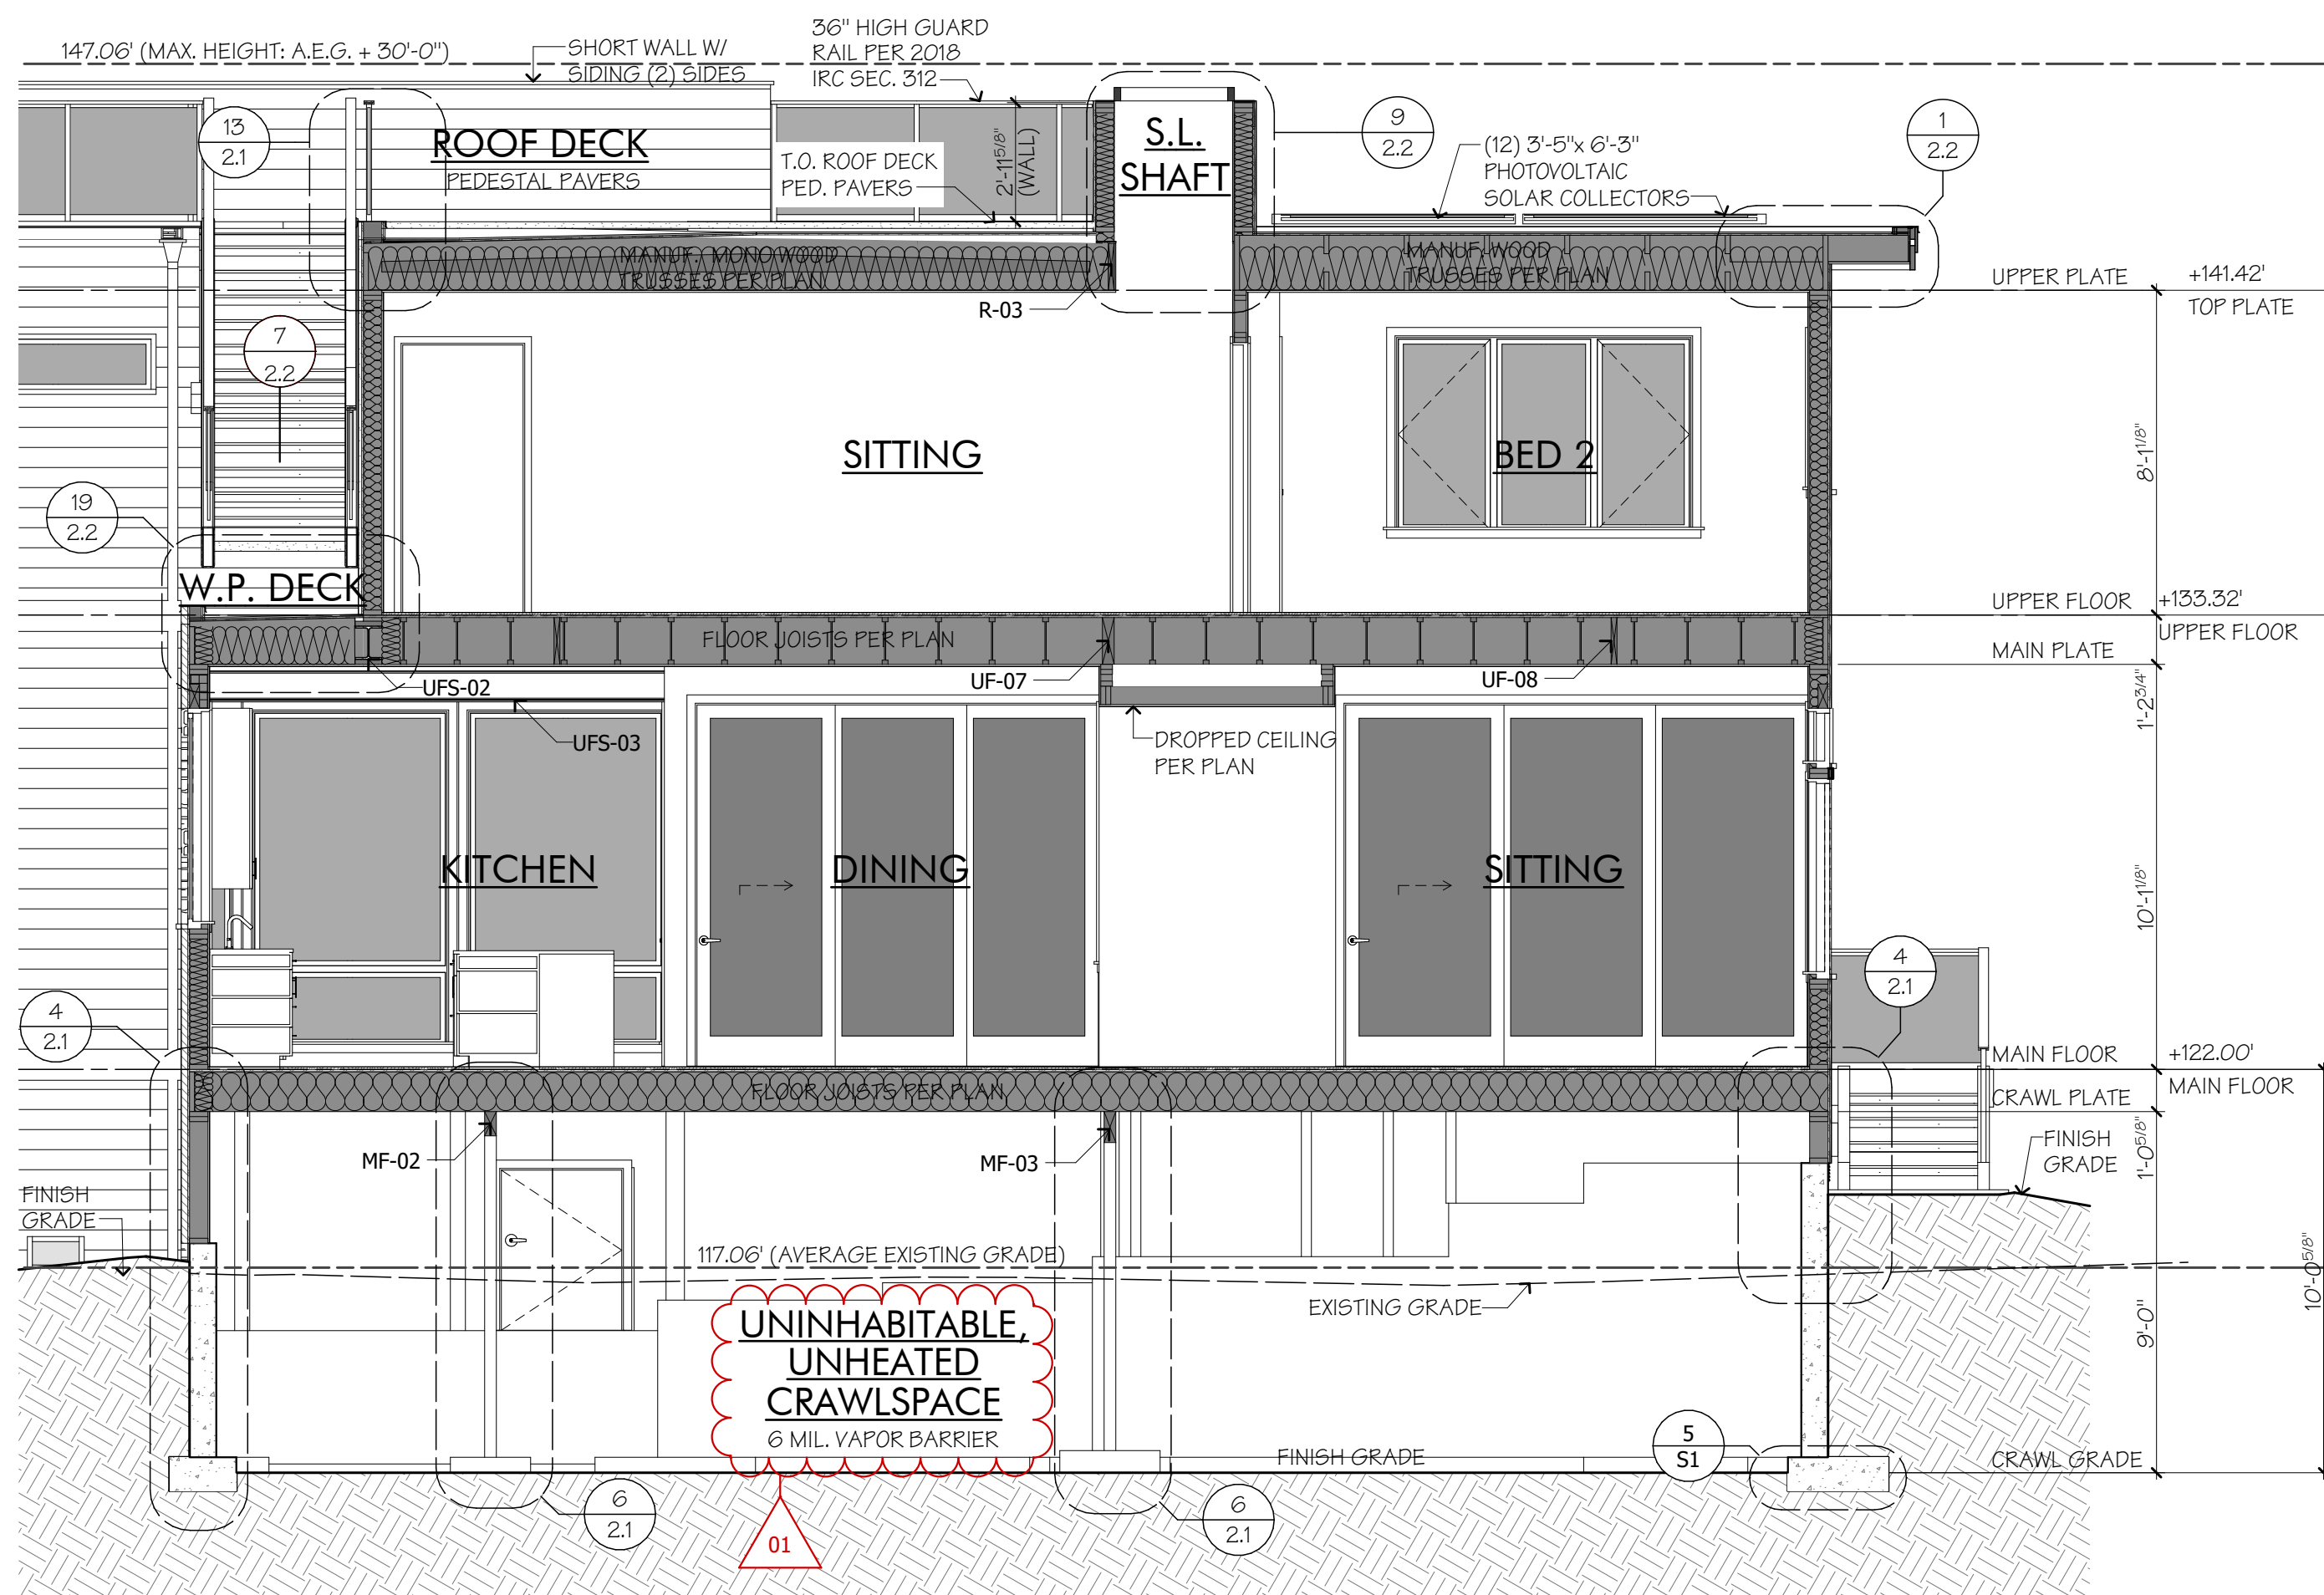 147.06' (MAX. HEIGHT: A.E.G. + 30'-0")
SHORT WALL W/
SIDING (2) SIDES
36" HIGH GUARD
RAIL PER 2018
IRC SEC. 312
13
2.1
ROOF DECK
PEDESTAL PAVERS
T.O. ROOF DECK
PED. PAVERS
2'-11 5/8"
(WALL)
S.L.
SHAFT
9
2.2
(12) 3'-5"x 6'-3"
PHOTOVOLTAIC
SOLAR COLLECTORS
1
2.2
MANUF. MONO WOOD
TRUSSES PER PLAN
MANUF. WOOD
TRUSSES PER PLAN
R-03
UPPER PLATE
+141.42'
TOP PLATE
7
2.2
SITTING
BED 2
8'-1 1/8"
19
2.2
W.P. DECK
UPPER FLOOR
+133.32'
UPPER FLOOR
FLOOR JOISTS PER PLAN
MAIN PLATE
UFS-02
UF-07
UF-08
1'-2 3/4"
UFS-03
DROPPED CEILING
PER PLAN
KITCHEN
DINING
SITTING
10'-1 1/8"
4
2.1
4
2.1
MAIN FLOOR
+122.00'
MAIN FLOOR
FLOOR JOISTS PER PLAN
CRAWL PLATE
MF-02
MF-03
1'-0 5/8"
FINISH
GRADE
FINISH
GRADE
117.06' (AVERAGE EXISTING GRADE)
EXISTING GRADE
10'-0 5/8"
9'-0"
UNINHABITABLE,
UNHEATED
CRAWLSPACE
6 MIL. VAPOR BARRIER
FINISH GRADE
5
S1
CRAWL GRADE
6
2.1
6
2.1
01